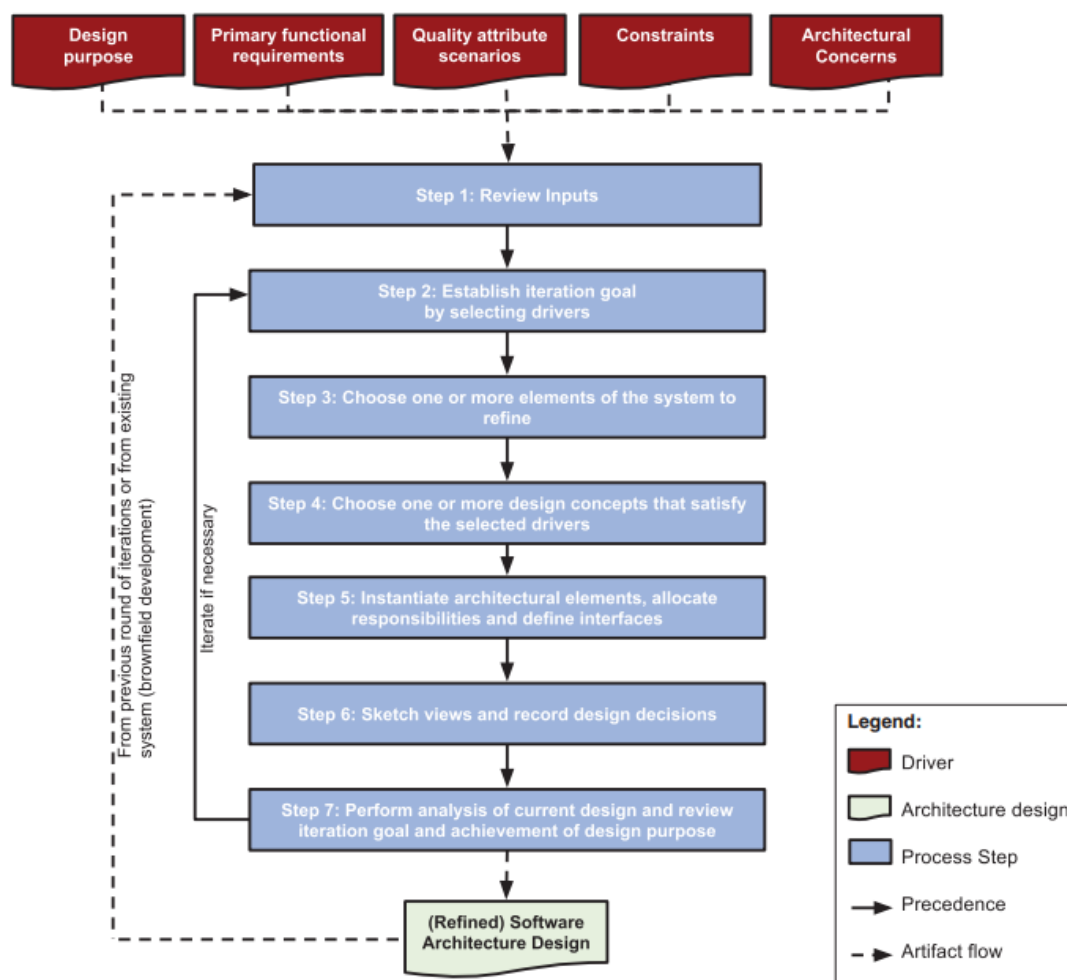 Design
purpose
Primary functional
requirements
Quality attribute
scenarios
Constraints
Architectural
Concerns
Step 1: Review Inputs
Step 2: Establish iteration goal
by selecting drivers
Step 3: Choose one or more elements of the system to
refine
Step 4: Choose one or more design concepts that satisfy
the selected drivers
Step 5: Instantiate architectural elements, allocate
responsibilities and define interfaces
Step 6: Sketch views and record design decisions
Step 7: Perform analysis of current design and review
iteration goal and achievement of design purpose
From previous round of iterations or from existing
system (brownfield development)
Iterate if necessary
(Refined) Software
Architecture Design
Legend:
Driver
Architecture design
Process Step
Precedence
Artifact flow